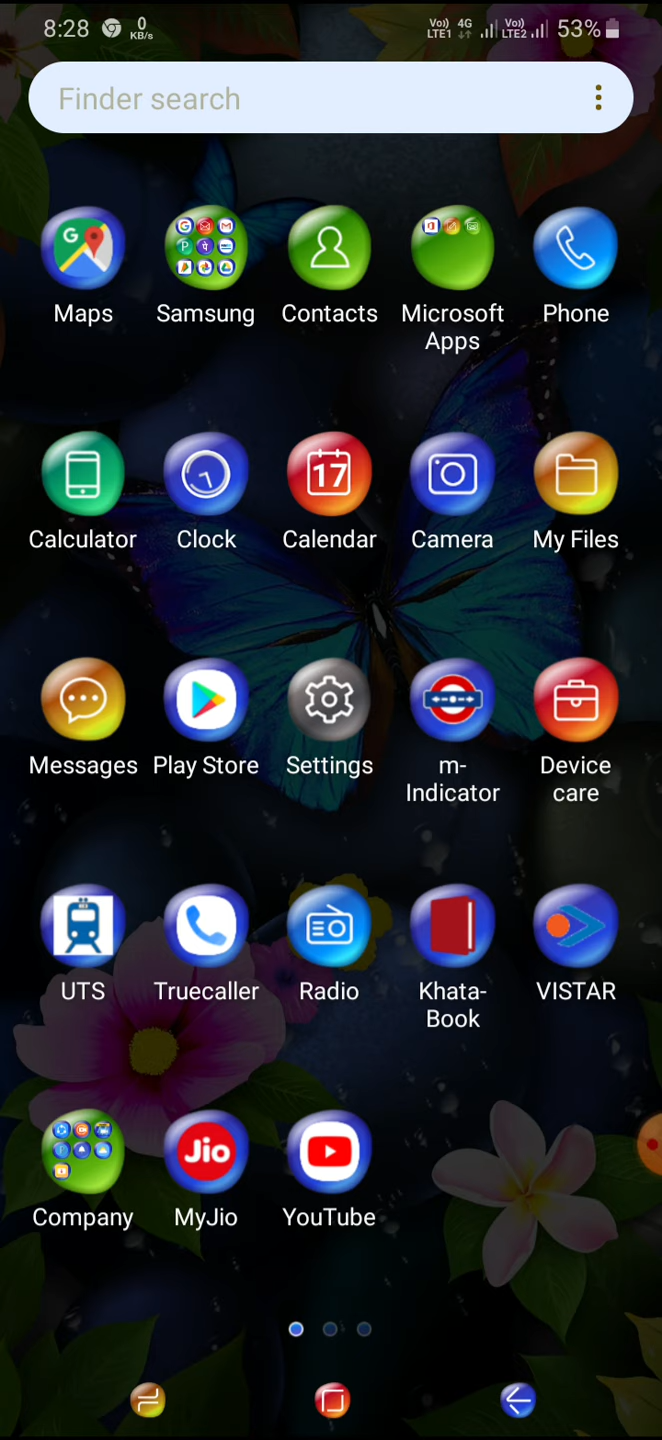 8:28 0 KB/s Vo)) LTE1 4G Vo)) LTE2 53%
Finder search
G
Maps Samsung Contacts Microsoft Apps Phone
17
Calculator Clock Calendar Camera My Files
Messages Play Store Settings m-Indicator Device care
UTS Truecaller Radio Khata-Book VISTAR
Jio
Company MyJio YouTube